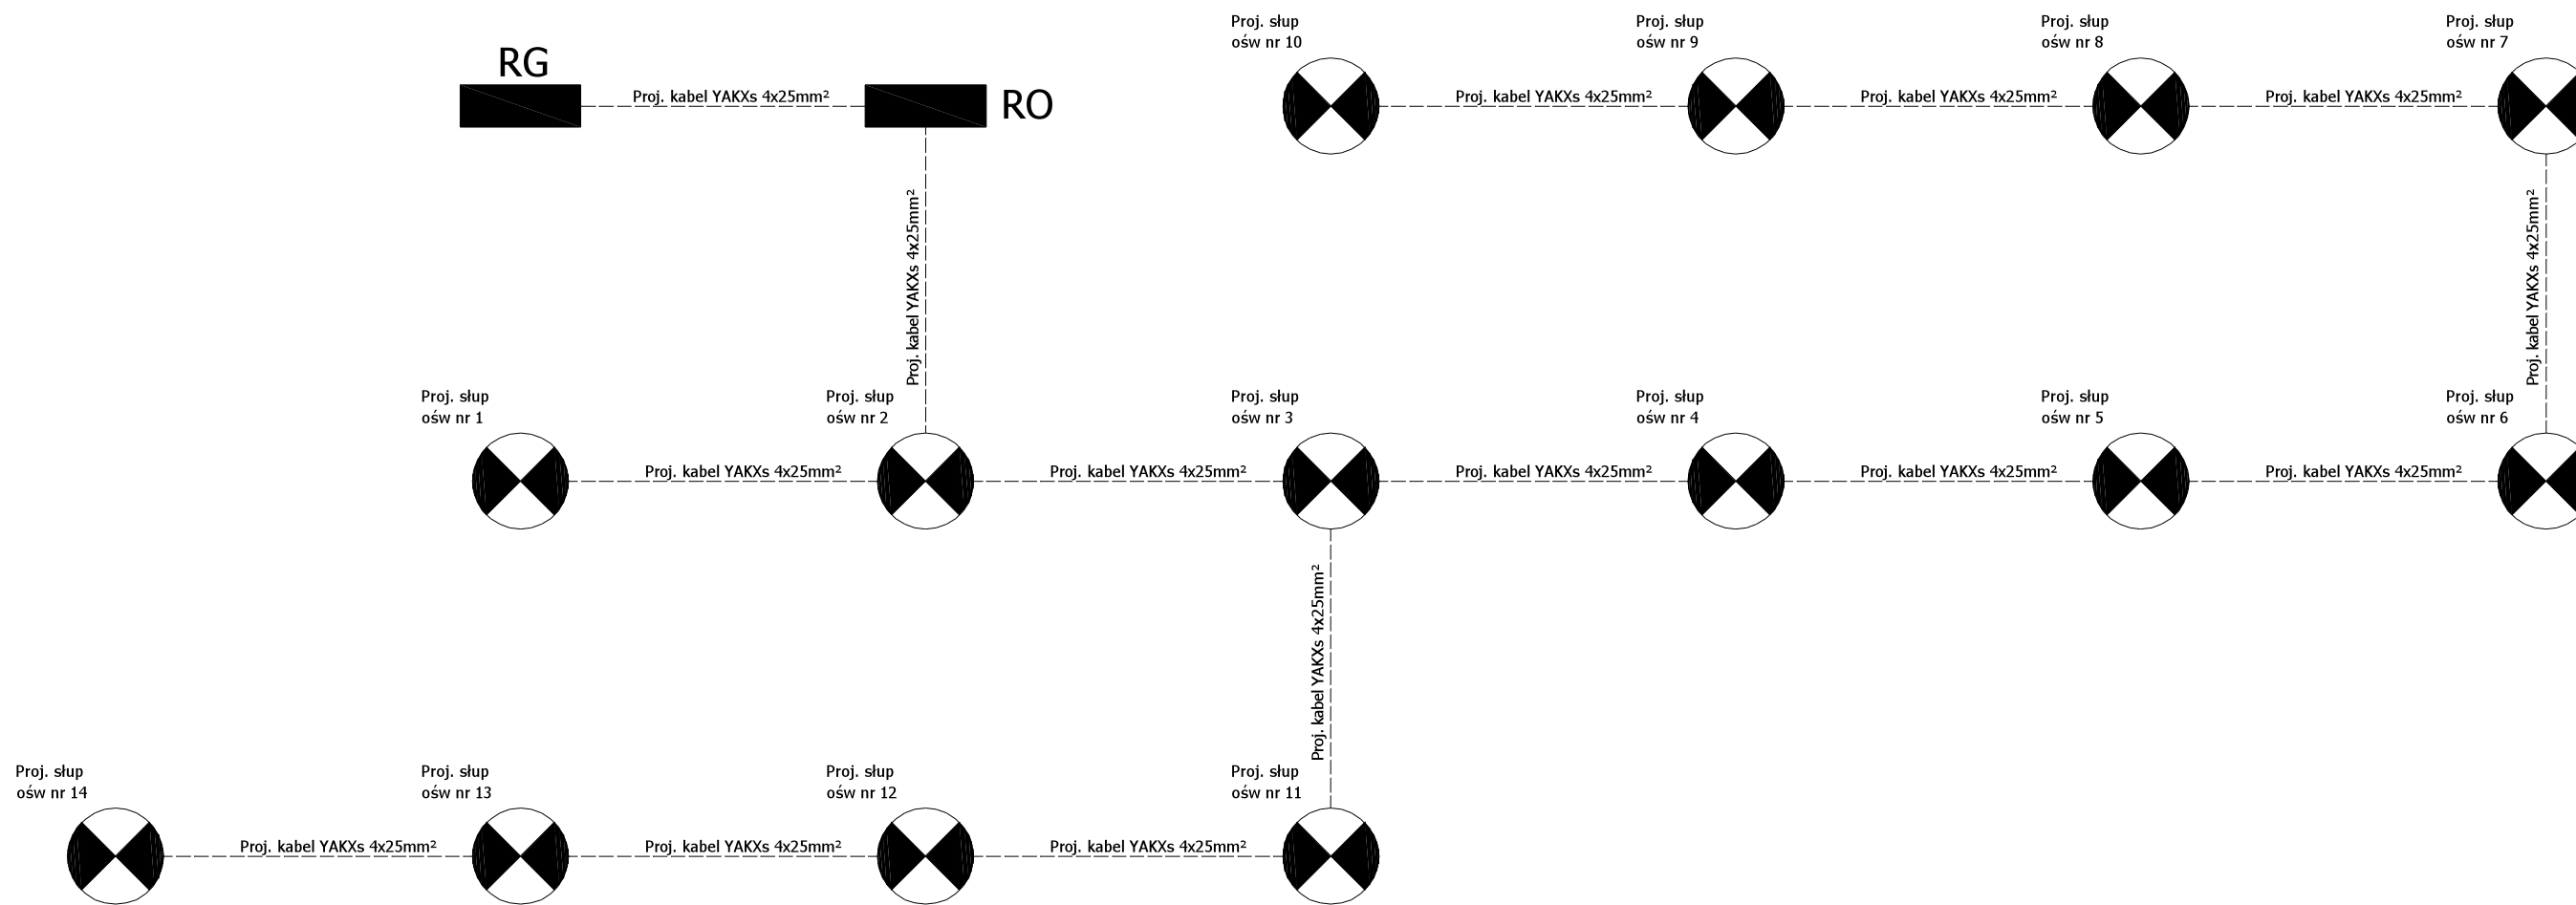 Proj. słup
ośw nr 10
Proj. słup
ośw nr 9
Proj. słup
ośw nr 8
Proj. słup
ośw nr 7
RG
Proj. kabel YAKXs 4x25mm²
RO
Proj. kabel YAKXs 4x25mm²
Proj. kabel YAKXs 4x25mm²
Proj. kabel YAKXs 4x25mm²
Proj. kabel YAKXs 4x25mm²
Proj. kabel YAKXs 4x25mm²
Proj. słup
ośw nr 1
Proj. słup
ośw nr 2
Proj. słup
ośw nr 3
Proj. słup
ośw nr 4
Proj. słup
ośw nr 5
Proj. słup
ośw nr 6
Proj. kabel YAKXs 4x25mm²
Proj. kabel YAKXs 4x25mm²
Proj. kabel YAKXs 4x25mm²
Proj. kabel YAKXs 4x25mm²
Proj. kabel YAKXs 4x25mm²
Proj. kabel YAKXs 4x25mm²
Proj. słup
ośw nr 14
Proj. słup
ośw nr 13
Proj. słup
ośw nr 12
Proj. słup
ośw nr 11
Proj. kabel YAKXs 4x25mm²
Proj. kabel YAKXs 4x25mm²
Proj. kabel YAKXs 4x25mm²